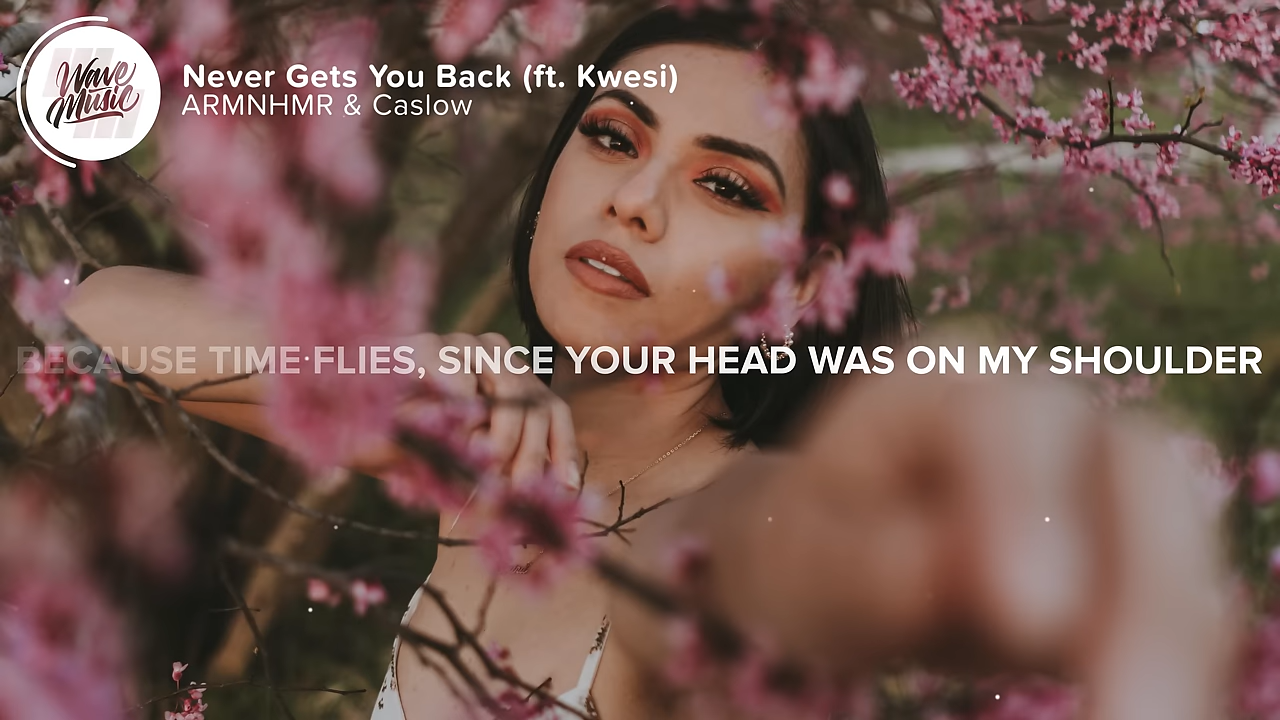 Wave
Music
Never Gets You Back (ft. Kwesi)
ARMNHMR & Caslow
BECAUSE TIME FLIES, SINCE YOUR HEAD WAS ON MY SHOULDER